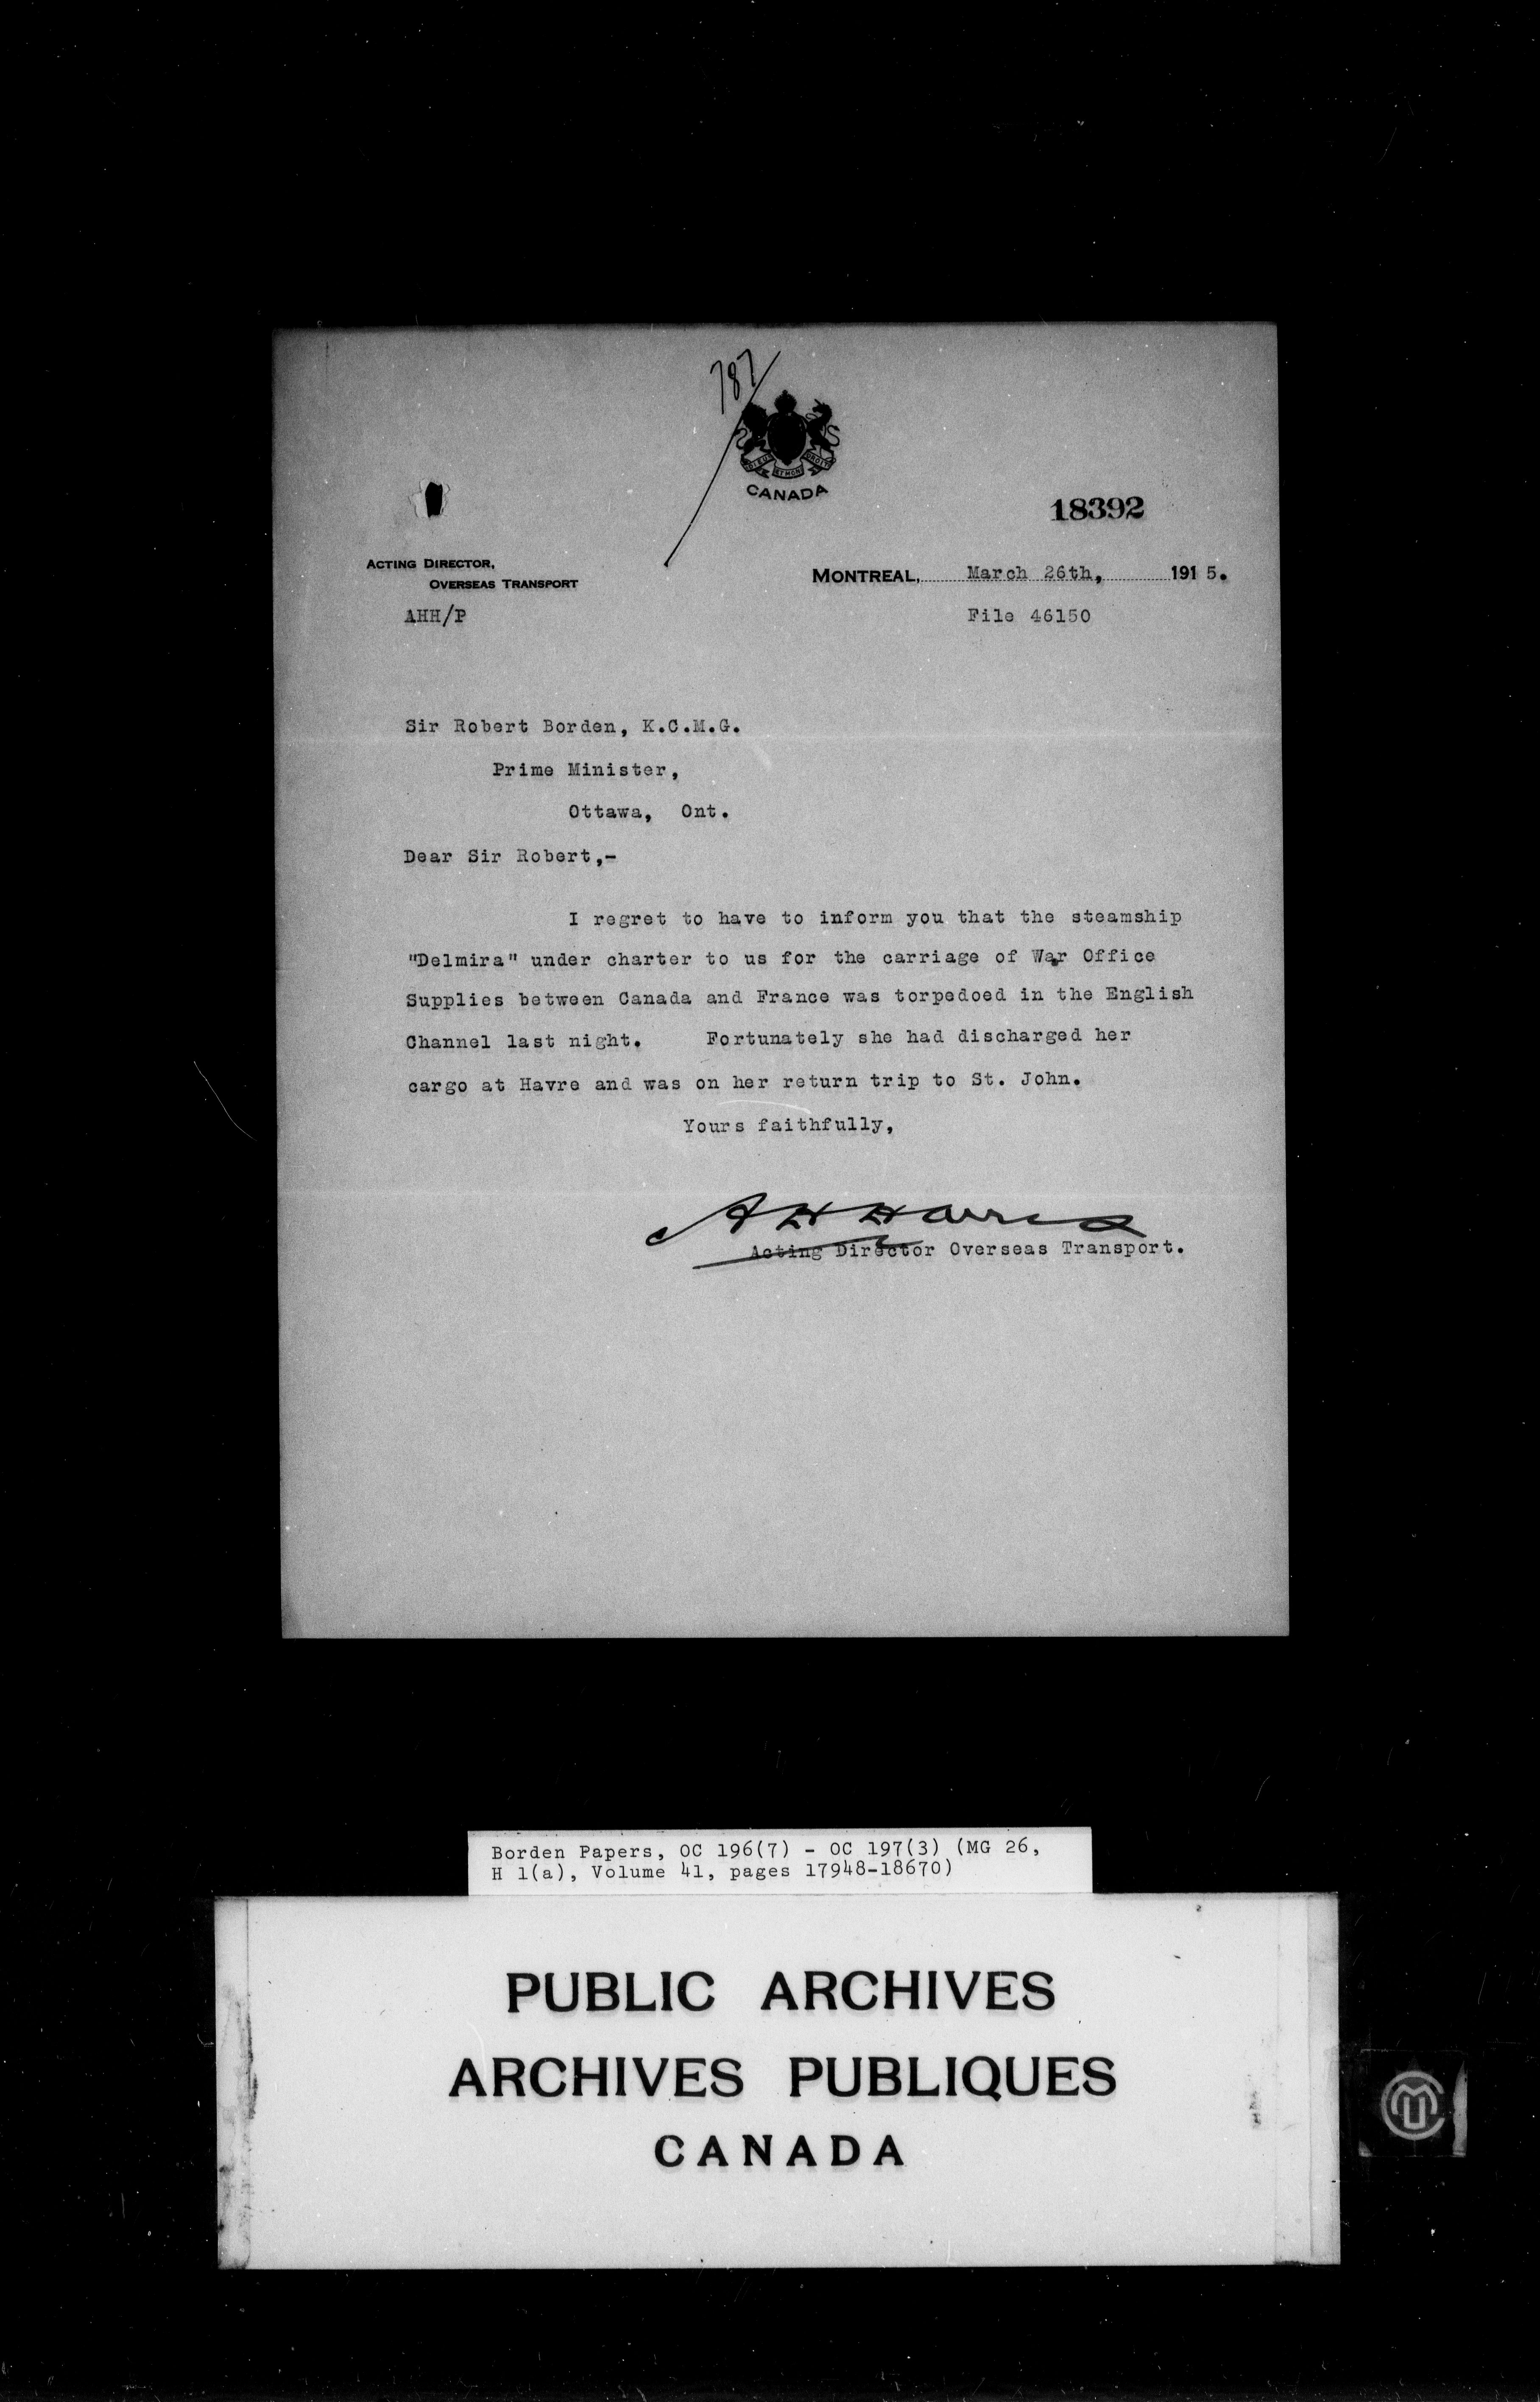 787
DIEU ET MON DROIT
CANADA
18392
ACTING DIRECTOR,
OVERSEAS TRANSPORT
MONTREAL, March 26th, 1915.
AHH/P
File 46150
Sir Robert Borden, K.C.M.G.
Prime Minister,
Ottawa, Ont.
Dear Sir Robert,-
I regret to have to inform you that the steamship
"Delmira" under charter to us for the carriage of War Office
Supplies between Canada and France was torpedoed in the English
Channel last night. Fortunately she had discharged her
cargo at Havre and was on her return trip to St. John.
Yours faithfully,
A H Harris
Acting Director Overseas Transport.
Borden Papers, OC 196(7) - OC 197(3) (MG 26,
H 1(a), Volume 41, pages 17948-18670)
PUBLIC ARCHIVES
ARCHIVES PUBLIQUES
CANADA